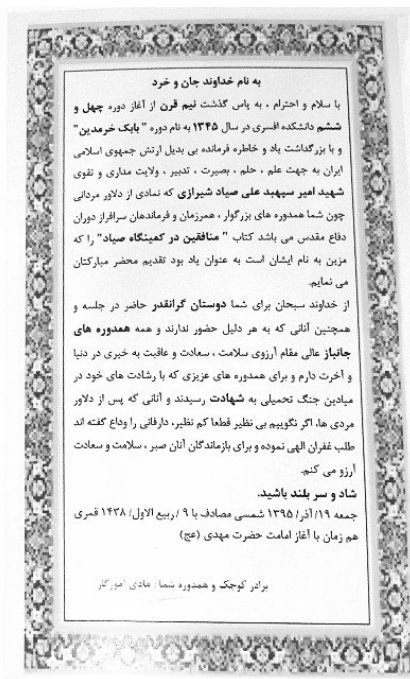 به نام خداوند جان و خرد
با سلام و احترام ، به پاس گذشت نیم قرن از آغاز دوره چهل و
ششم دانشکده افسری در سال ۱۳۴۵ به نام دوره "بابک خرمدین"
و با بزرگداشت یاد و خاطره فرمانده بی بدیل ارتش جمهوی اسلامی
ایران به جهت علم ، حلم ، بصیرت ، تدبیر ، ولایت مداری و تقوی
شهید امیر سپهبد علی صیاد شیرازی که نمادی از دلاور مردانی
چون شما همدوره های بزرگوار ، همرزمان و فرماندهان سرافراز دوران
دفاع مقدس می باشد کتاب " منافقین در کمینگاه صیاد" را که
مزین به نام ایشان است به عنوان یاد بود تقدیم محضر مبارکتان
می نمایم.
از خداوند سبحان برای شما دوستان گرانقدر حاضر در جلسه و
همچنین آنانی که به هر دلیل حضور ندارند و همه همدوره های
جانباز عالی مقام آرزوی سلامت ، سعادت و عاقبت به خیری در دنیا
و آخرت دارم و برای همدوره های عزیزی که با رشادت های خود در
میادین جنگ تحمیلی به شهادت رسیدند و آنانی که پس از دلاور
مردی ها، اگر نگوییم بی نظیر قطعا کم نظیر، دارفانی را وداع گفته اند
طلب غفران الهی نموده و برای بازماندگان آنان صبر ، سلامت و سعادت
آرزو می کنم.
شاد و سر بلند باشید.
جمعه ۱۹/آذر/ ۱۳۹۵ شمسی مصادف با ۹ /ربیع الاول/ ۱۴۳۸ قمری
هم زمان با آغاز امامت حضرت مهدی (عج)
برادر کوچک و همدوره شما : هادی آموزگار